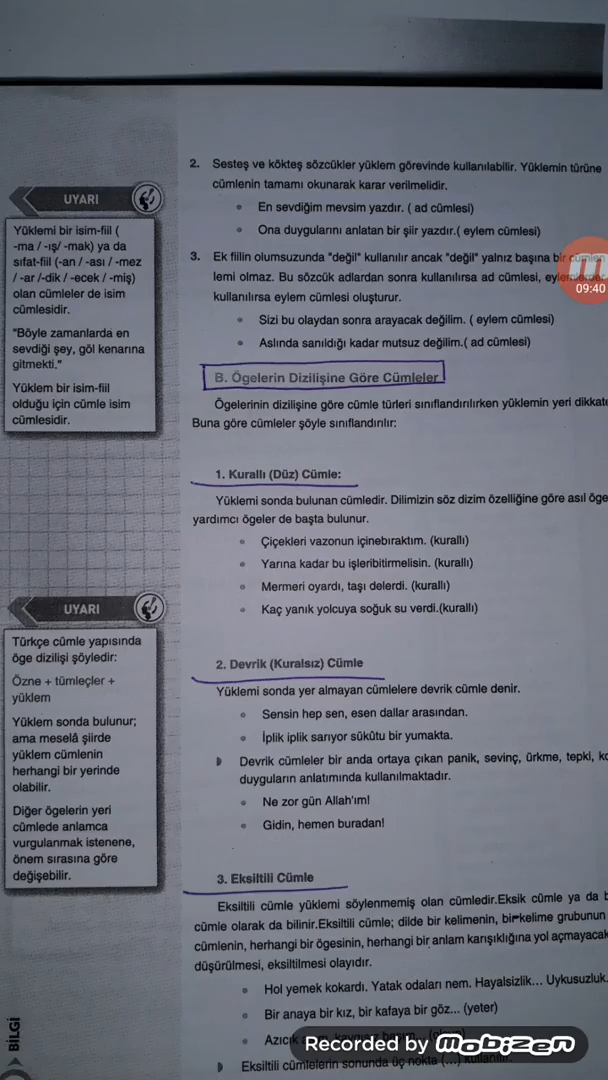 UYARI
Yüklemi bir isim-fiil (
-ma / -ış/ -mak) ya da
sıfat-fiil (-an / -ası / -mez
/ -ar /-dik / -ecek / -miş)
olan cümleler de isim
cümlesidir.
"Böyle zamanlarda en
sevdiği şey, göl kenarına
gitmekti."
Yüklem bir isim-fiil
olduğu için cümle isim
cümlesidir.
UYARI
Türkçe cümle yapısında
öge dizilişi şöyledir:
Özne + tümleçler +
yüklem
Yüklem sonda bulunur;
ama meselâ şiirde
yüklem cümlenin
herhangi bir yerinde
olabilir.
Diğer ögelerin yeri
cümlede anlamca
vurgulanmak istenene,
önem sırasına göre
değişebilir.
BİLGİ
2. Sesteş ve kökteş sözcükler yüklem görevinde kullanılabilir. Yüklemin türüne
cümlenin tamamı okunarak karar verilmelidir.
En sevdiğim mevsim yazdır. ( ad cümlesi)
Ona duygularını anlatan bir şiir yazdır.( eylem cümlesi)
3. Ek fiilin olumsuzunda "değil" kullanılır ancak "değil" yalnız başına bir
lemi olmaz. Bu sözcük adlardan sonra kullanılırsa ad cümlesi,
kullanılırsa eylem cümlesi oluşturur.
Sizi bu olaydan sonra arayacak değilim. ( eylem cümlesi)
Aslında sanıldığı kadar mutsuz değilim.( ad cümlesi)
09:40
B. Ögelerin Dizilişine Göre Cümleler
Ögelerinin dizilişine göre cümle türleri sınıflandırılırken yüklemin yeri dikkate
Buna göre cümleler şöyle sınıflandırılır:
1. Kurallı (Düz) Cümle:
Yüklemi sonda bulunan cümledir. Dilimizin söz dizim özelliğine göre asıl öge
yardımcı ögeler de başta bulunur.
Çiçekleri vazonun içinebıraktım. (kurallı)
Yarına kadar bu işleribitirmelisin. (kurallı)
Mermeri oyardı, taşı delerdi. (kurallı)
Kaç yanık yolcuya soğuk su verdi.(kurallı)
2. Devrik (Kuralsız) Cümle
Yüklemi sonda yer almayan cümlelere devrik cümle denir.
Sensin hep sen, esen dallar arasından.
İplik iplik sarıyor sükûtu bir yumakta.
Devrik cümleler bir anda ortaya çıkan panik, sevinç, ürkme, tepki,
duyguların anlatımında kullanılmaktadır.
Ne zor gün Allah'ım!
Gidin, hemen buradan!
3. Eksiltili Cümle
Eksiltili cümle yüklemi söylenmemiş olan cümledir.Eksik cümle ya da
cümle olarak da bilinir.Eksiltili cümle; dilde bir kelimenin, bir kelime grubunun
cümlenin, herhangi bir ögesinin, herhangi bir anlam karışıklığına yol açmayacak
düşürülmesi, eksiltilmesi olayıdır.
Hol yemek kokardı. Yatak odaları nem. Hayalsizlik... Uykusuzluk.
Bir anaya bir kız, bir kafaya bir göz... (yeter)
Azıcık
Eksiltili cümlelerin sonunda üç nokta (...) kullanılır.
Recorded by mobizen